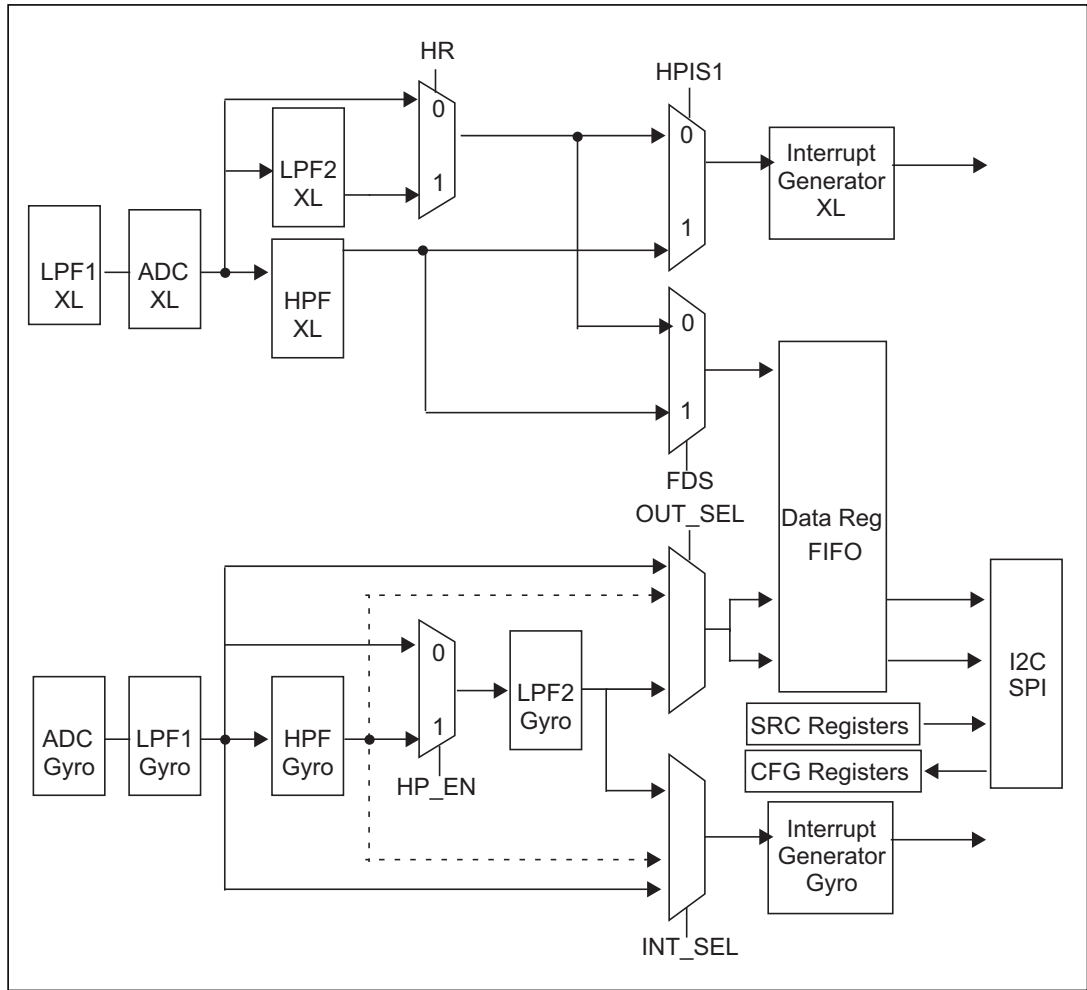 HR
HPIS1
0
1
LPF2
XL
0
1
Interrupt
Generator
XL
LPF1
XL
ADC
XL
HPF
XL
0
1
FDS
OUT_SEL
Data Reg
FIFO
0
1
HP_EN
LPF2
Gyro
I2C
SPI
ADC
Gyro
LPF1
Gyro
HPF
Gyro
SRC Registers
CFG Registers
Interrupt
Generator
Gyro
INT_SEL